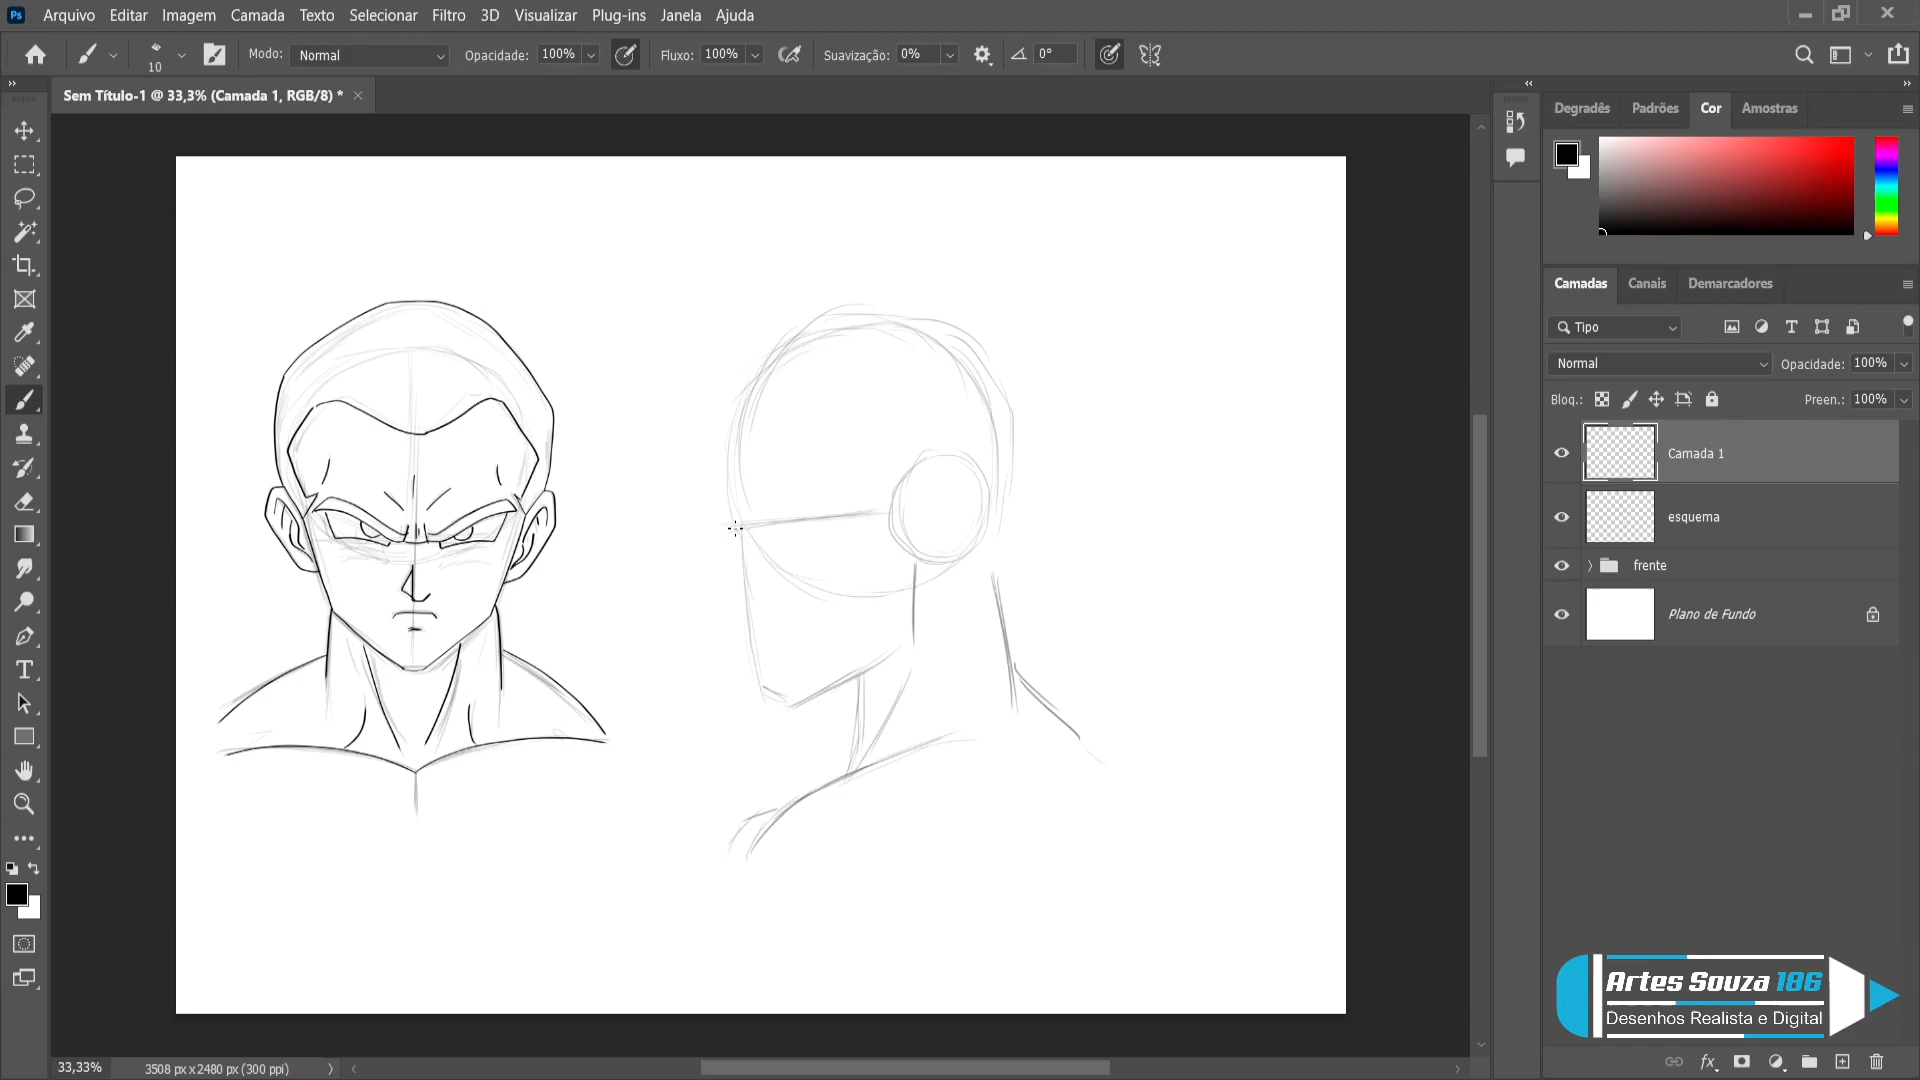 Ps Arquivo Editar Imagem Camada Texto Selecionar Filtro 3D Visualizar Plug-ins Janela Ajuda
10 Modo: Normal Opacidade: 100% Fluxo: 100% Suavização: 0% 0°
Sem Título-1 @ 33,3% (Camada 1, RGB/8) *
Degradês Padrões Cor Amostras
Camadas Canais Demarcadores
Tipo
Normal Opacidade: 100%
Bloq.: Preen.: 100%
Camada 1
esquema
frente
Plano de Fundo
Artes Souza 186
Desenhos Realista e Digital
33,33% 3508 px x 2480 px (300 ppi)
fx